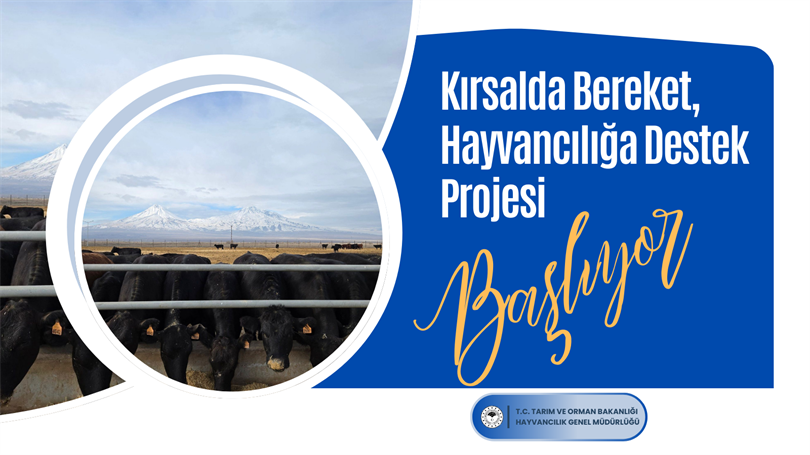 Kırsalda Bereket,
Hayvancılığa Destek
Projesi
Başlıyor
T.C. TARIM VE ORMAN BAKANLIĞI
HAYVANCILIK GENEL MÜDÜRLÜĞÜ